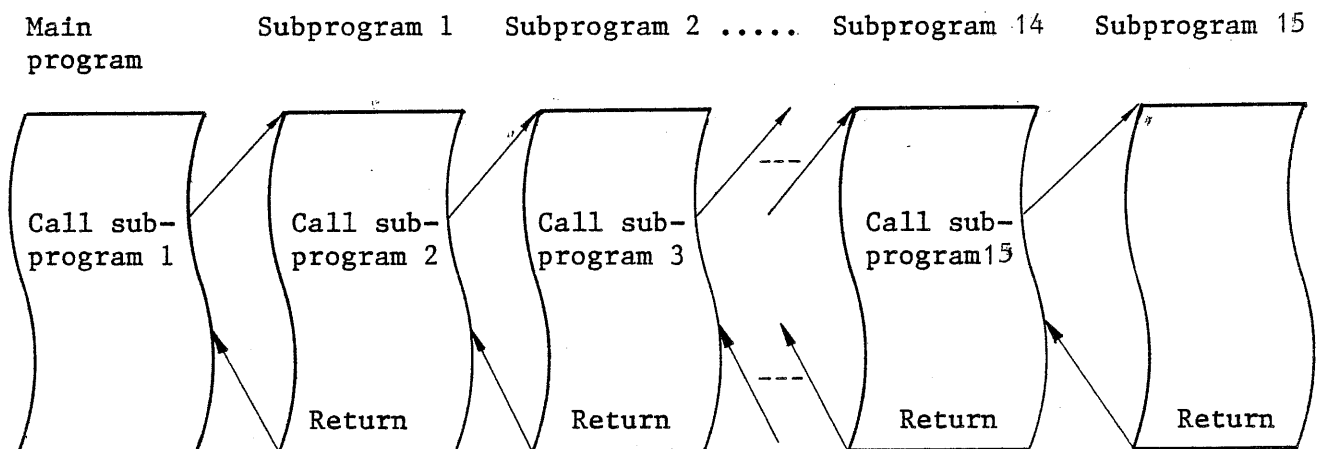 Main program
Subprogram 1
Subprogram 2 .....
Subprogram 14
Subprogram 15
Call sub-
program 1
Call sub-
program 2
Call sub-
program 3
---
Call sub-
program15
---
Return
Return
Return
Return